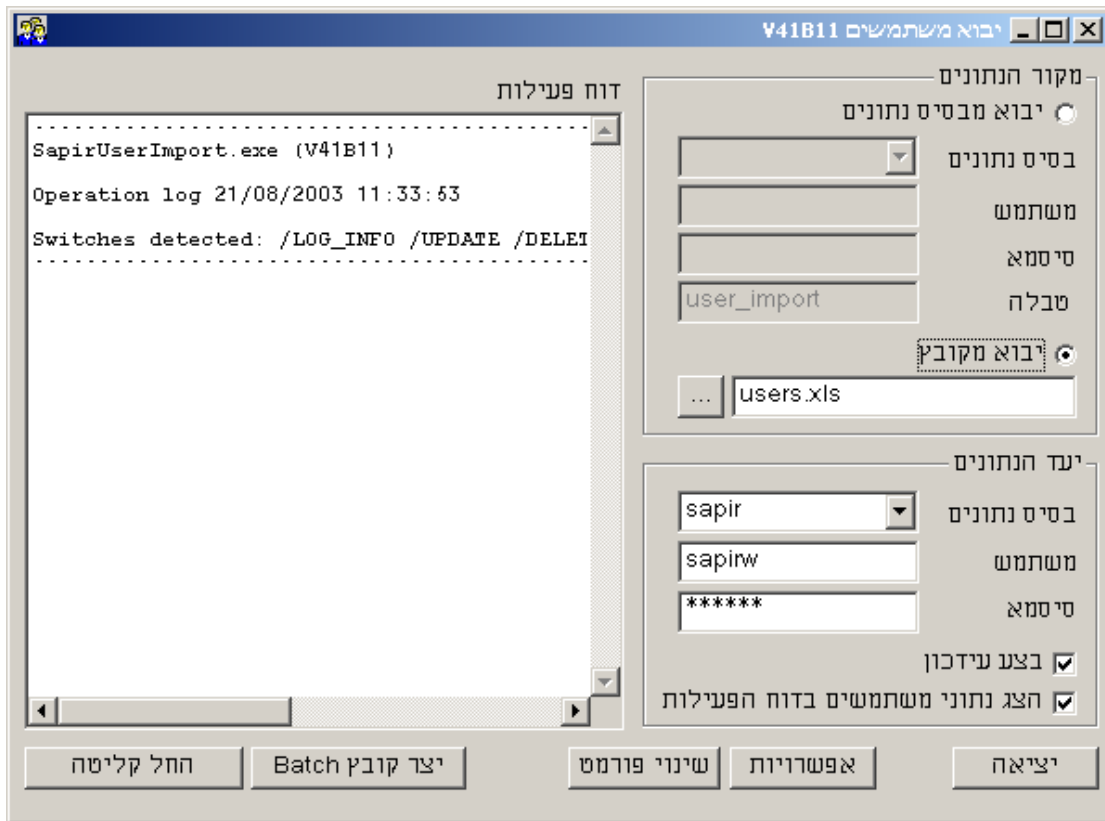 יבוא משתמשים V41B11
מקור הנתונים
יבוא מבסיס נתונים
בסיס נתונים
משתמש
סיסמא
טבלה user_import
יבוא מקובץ
users.xls ...
יעד הנתונים
בסיס נתונים sapir
משתמש sapirw
סיסמא ******
בצע עידכון
הצג נתוני משתמשים בדוח הפעילות
דוח פעילות
--------------------------------------------
SapirUserImport.exe (V41B11)
Operation log 21/08/2003 11:33:53
Switches detected: /LOG_INFO /UPDATE /DELET
--------------------------------------------
יציאה
אפשרויות
שינוי פורמט
יצר קובץ Batch
החל קליטה